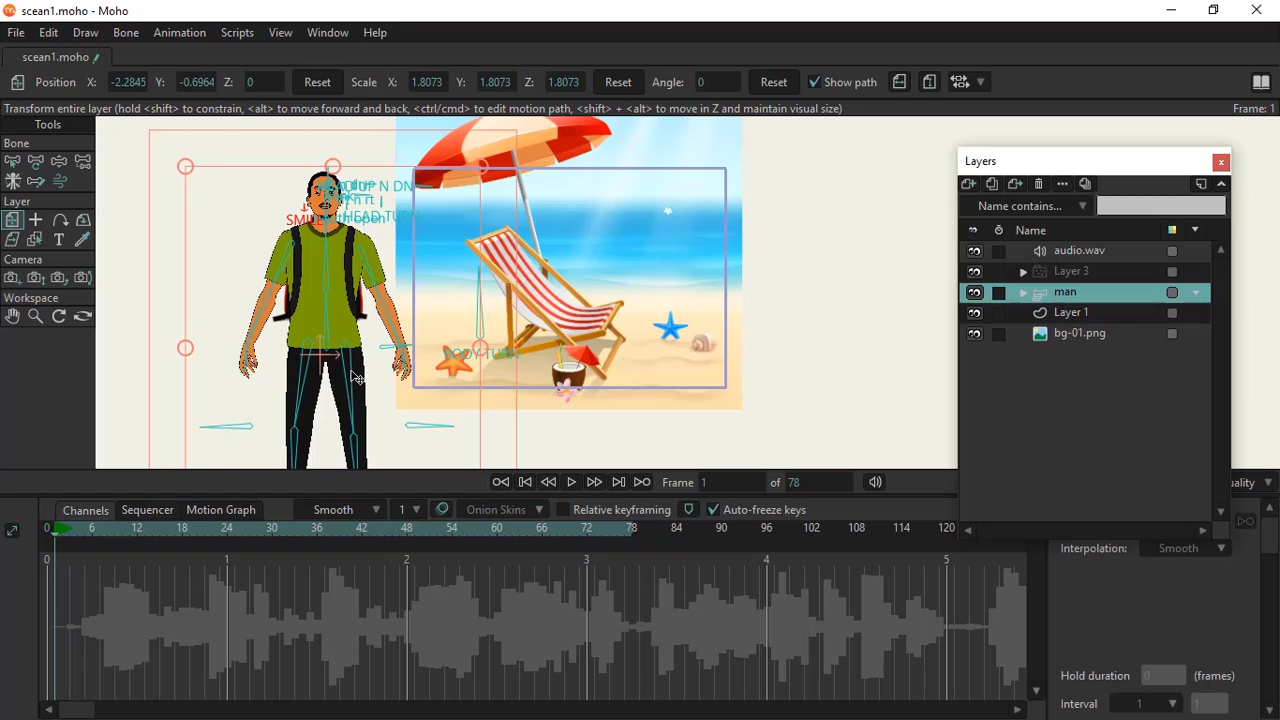 scean1.moho - Moho
File Edit Draw Bone Animation Scripts View Window Help
scean1.moho
Position X: -2.2845 Y: -0.6964 Z: 0 Reset Scale X: 1.8073 Y: 1.8073 Z: 1.8073 Reset Angle: 0 Reset Show path
Transform entire layer (hold <shift> to constrain, <alt> to move forward and back, <ctrl/cmd> to edit motion path, <shift> + <alt> to move in Z and maintain visual size) Frame: 1
Tools
Bone
Layer
Camera
Workspace
HEAD TURN
BODY TURN
Layers
Name contains...
Name
audio.wav
Layer 3
man
Layer 1
bg-01.png
Frame 1 of 78
Channels Sequencer Motion Graph Smooth 1 Onion Skins Relative keyframing Auto-freeze keys
0 6 12 18 24 30 36 42 48 54 60 66 72 78 84 90 96 102 108 114 120
0 1 2 3 4 5
Interpolation: Smooth
Hold duration 0 (frames)
Interval 1 1